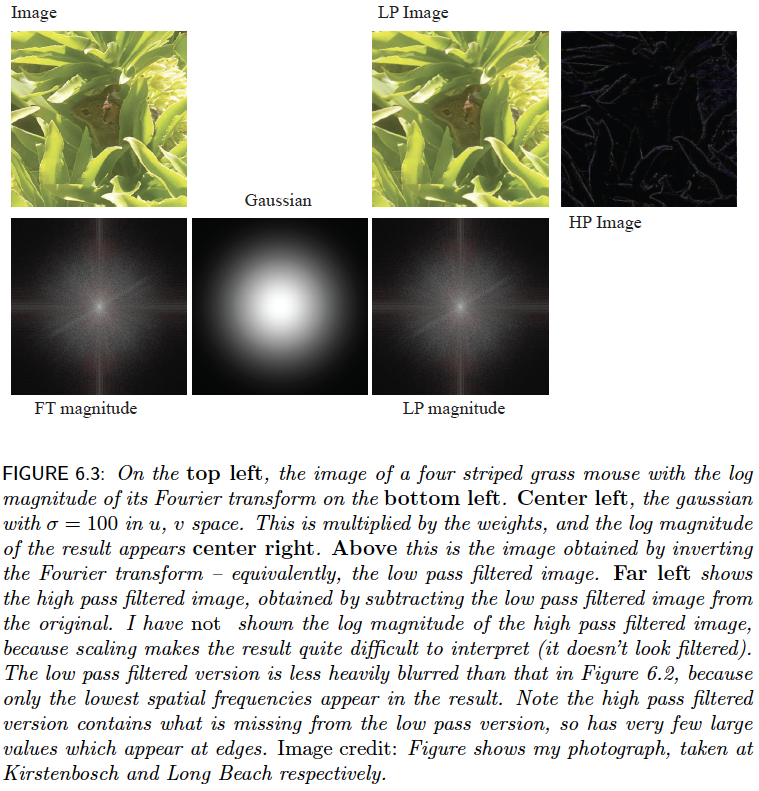 Image
LP Image
Gaussian
HP Image
FT magnitude
LP magnitude
FIGURE 6.3: On the top left, the image of a four striped grass mouse with the log
magnitude of its Fourier transform on the bottom left. Center left, the gaussian
with σ = 100 in u, v space. This is multiplied by the weights, and the log magnitude
of the result appears center right. Above this is the image obtained by inverting
the Fourier transform – equivalently, the low pass filtered image. Far left shows
the high pass filtered image, obtained by subtracting the low pass filtered image from
the original. I have not shown the log magnitude of the high pass filtered image,
because scaling makes the result quite difficult to interpret (it doesn't look filtered).
The low pass filtered version is less heavily blurred than that in Figure 6.2, because
only the lowest spatial frequencies appear in the result. Note the high pass filtered
version contains what is missing from the low pass version, so has very few large
values which appear at edges. Image credit: Figure shows my photograph, taken at
Kirstenbosch and Long Beach respectively.